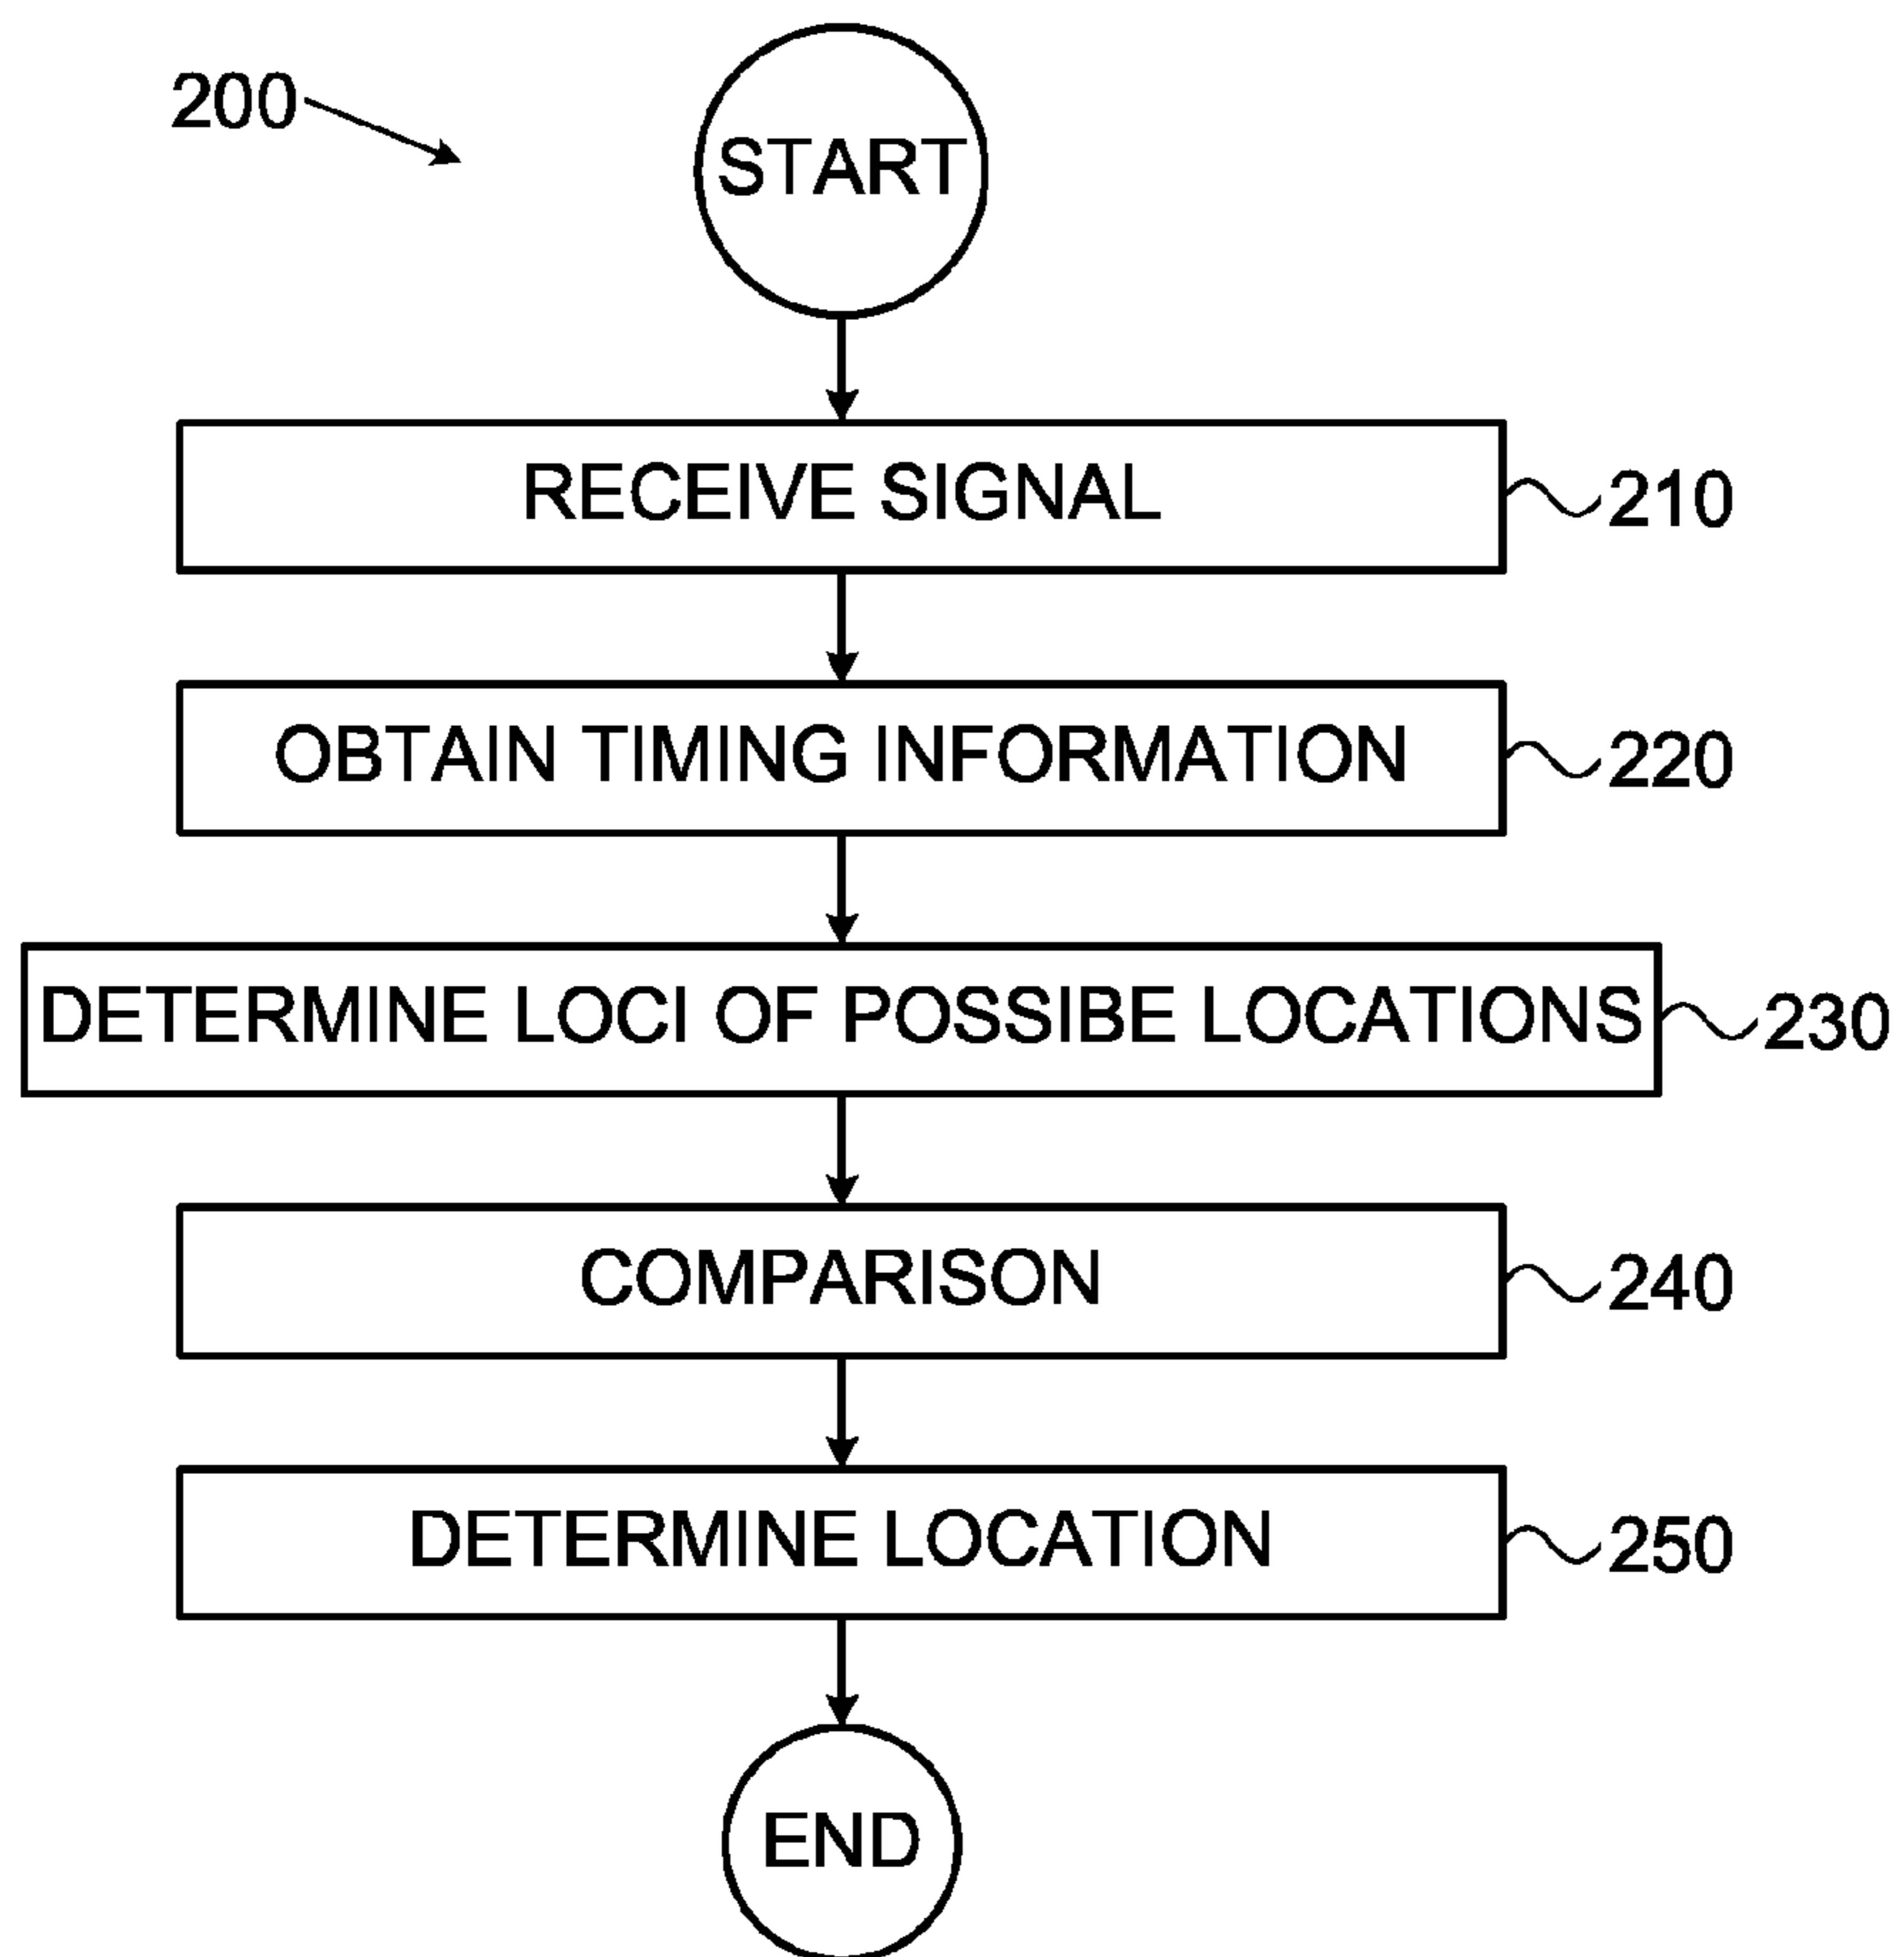 200
START
RECEIVE SIGNAL 210
OBTAIN TIMING INFORMATION 220
DETERMINE LOCI OF POSSIBE LOCATIONS 230
COMPARISON 240
DETERMINE LOCATION 250
END